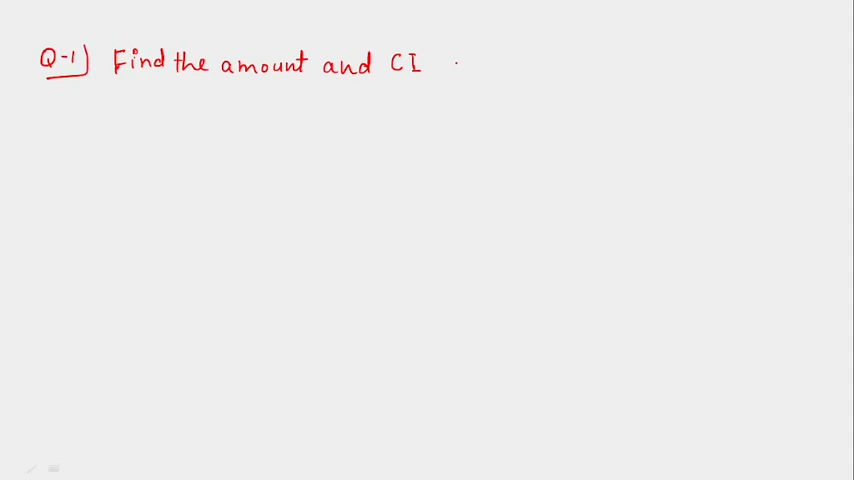 Q-1) Find the amount and CI